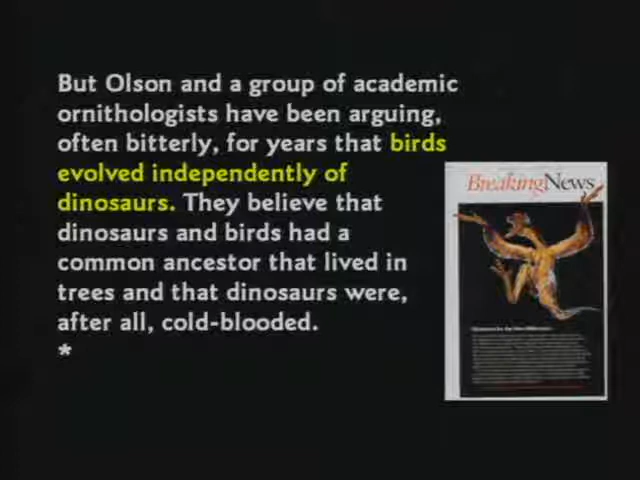 But Olson and a group of academic
ornithologists have been arguing,
often bitterly, for years that birds
evolved independently of
dinosaurs. They believe that
dinosaurs and birds had a
common ancestor that lived in
trees and that dinosaurs were,
after all, cold-blooded.
*
BreakingNews